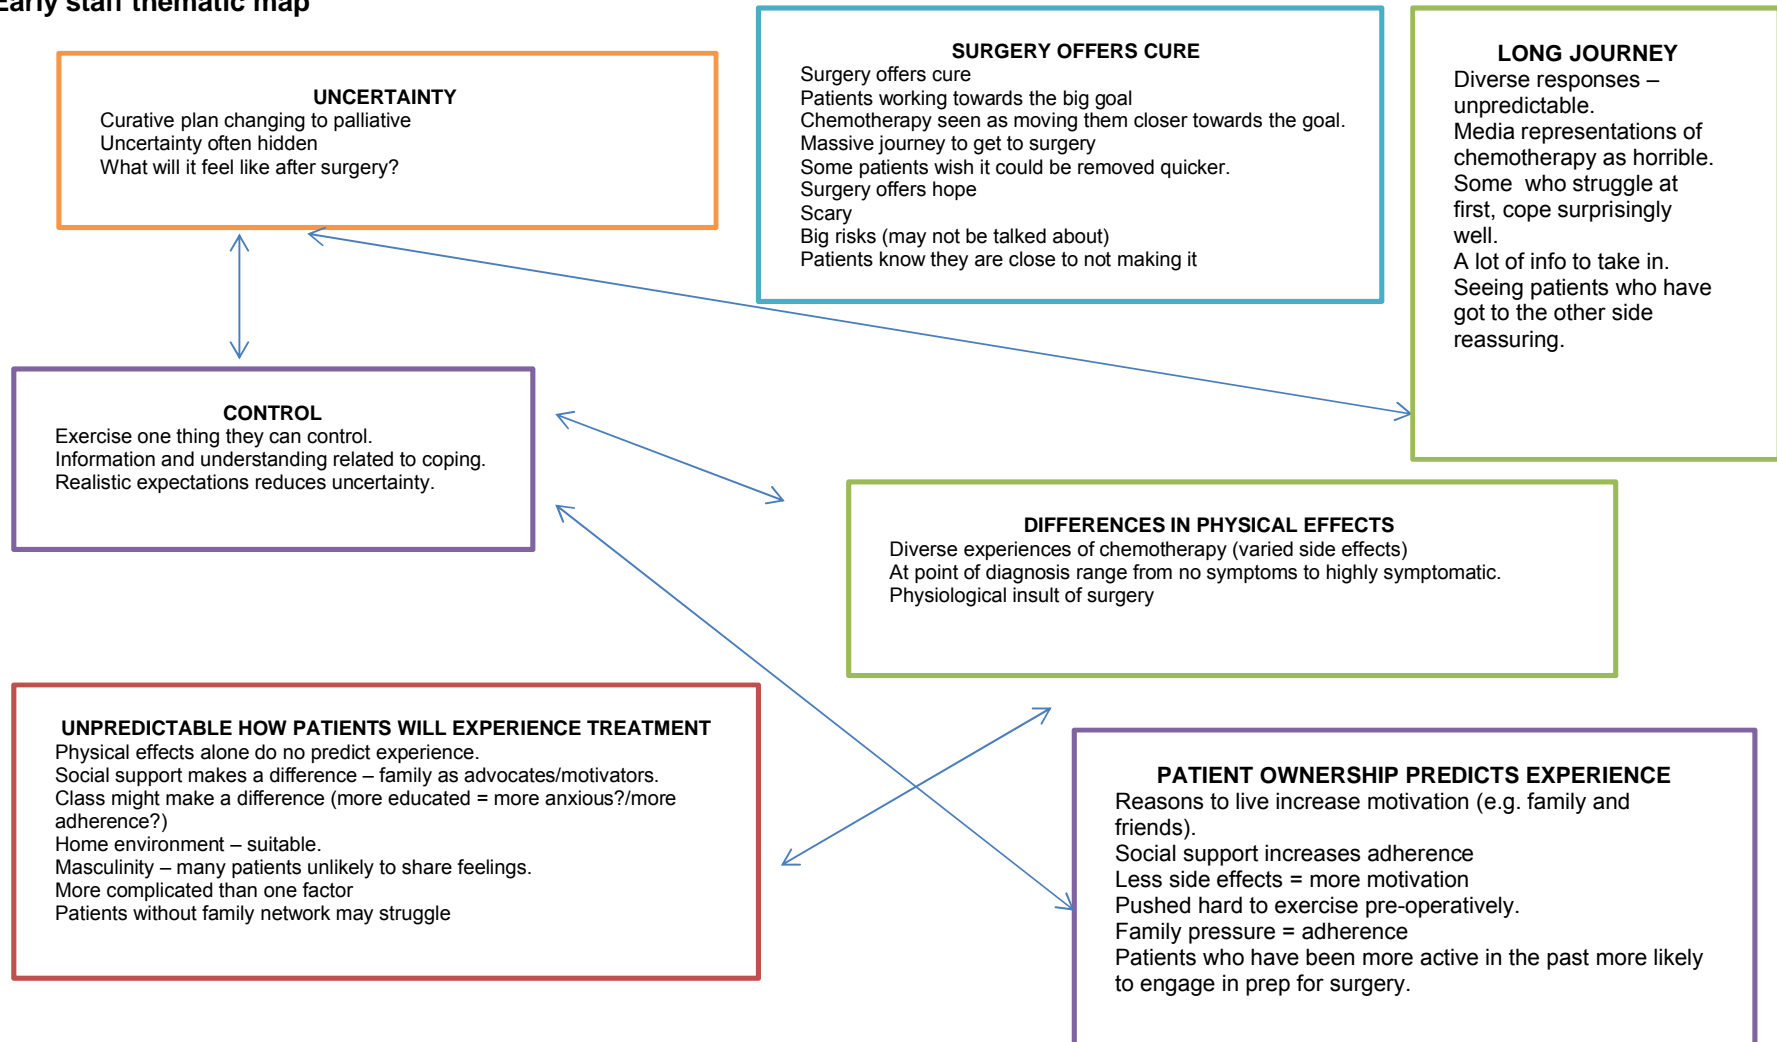 Early staff thematic map
UNCERTAINTY
Curative plan changing to palliative
Uncertainty often hidden
What will it feel like after surgery?
SURGERY OFFERS CURE
Surgery offers cure
Patients working towards the big goal
Chemotherapy seen as moving them closer towards the goal.
Massive journey to get to surgery
Some patients wish it could be removed quicker.
Surgery offers hope
Scary
Big risks (may not be talked about)
Patients know they are close to not making it
LONG JOURNEY
Diverse responses –
unpredictable.
Media representations of
chemotherapy as horrible.
Some  who struggle at
first, cope surprisingly
well.
A lot of info to take in.
Seeing patients who have
got to the other side
reassuring.
CONTROL
Exercise one thing they can control.
Information and understanding related to coping.
Realistic expectations reduces uncertainty.
DIFFERENCES IN PHYSICAL EFFECTS
Diverse experiences of chemotherapy (varied side effects)
At point of diagnosis range from no symptoms to highly symptomatic.
Physiological insult of surgery
UNPREDICTABLE HOW PATIENTS WILL EXPERIENCE TREATMENT
Physical effects alone do no predict experience.
Social support makes a difference – family as advocates/motivators.
Class might make a difference (more educated = more anxious?/more
adherence?)
Home environment – suitable.
Masculinity – many patients unlikely to share feelings.
More complicated than one factor
Patients without family network may struggle
PATIENT OWNERSHIP PREDICTS EXPERIENCE
Reasons to live increase motivation (e.g. family and
friends).
Social support increases adherence
Less side effects = more motivation
Pushed hard to exercise pre-operatively.
Family pressure = adherence
Patients who have been more active in the past more likely
to engage in prep for surgery.